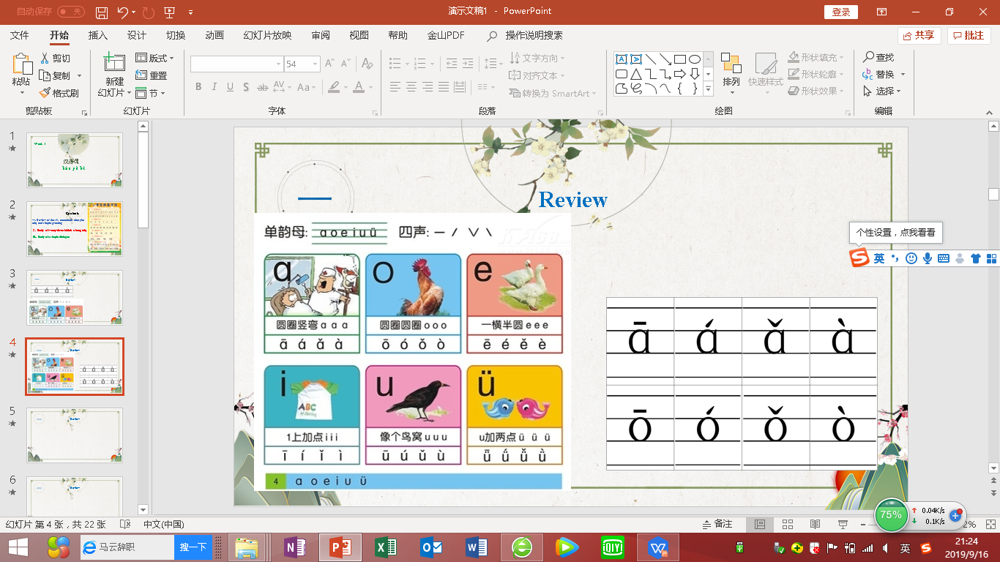 自动保存 关
演示文稿1 - PowerPoint
登录
文件 开始 插入 设计 切换 动画 幻灯片放映 审阅 视图 帮助 金山PDF 操作说明搜索
共享 批注
粘贴 剪切 复制 格式刷
剪贴板
新建
幻灯片 版式 重置 节
幻灯片
54
B I U S ab AV Aa A
字体
文字方向
对齐文本
转换为 SmartArt
段落
排列 快速样式
形状填充
形状轮廓
形状效果
绘图
查找
替换
选择
编辑
1
汉语课
2
3
4
5
6
一
Review
单韵母: a o e i u ü 四声: ー ˊ ˇ ˋ
a o e
圆圈竖弯 a a a 圆圈圆圈 o o o 一横半圆 e e e
ā á ǎ à ō ó ǒ ò ē é ě è
i u ü
ABC
1上加点 i i i 像个鸟窝 u u u u加两点 ü ü ü
ī í ǐ ì ū ú ǔ ù ǖ ǘ ǚ ǜ
4 a o e i u ü
ā á ǎ à
ō ó ǒ ò
个性设置，点我看看
英
75% 0.04K/s
0.1K/s
幻灯片 第 4 张，共 22 张 中文(中国)
备注
2%
马云辞职 搜一下
英
21:24
2019/9/16